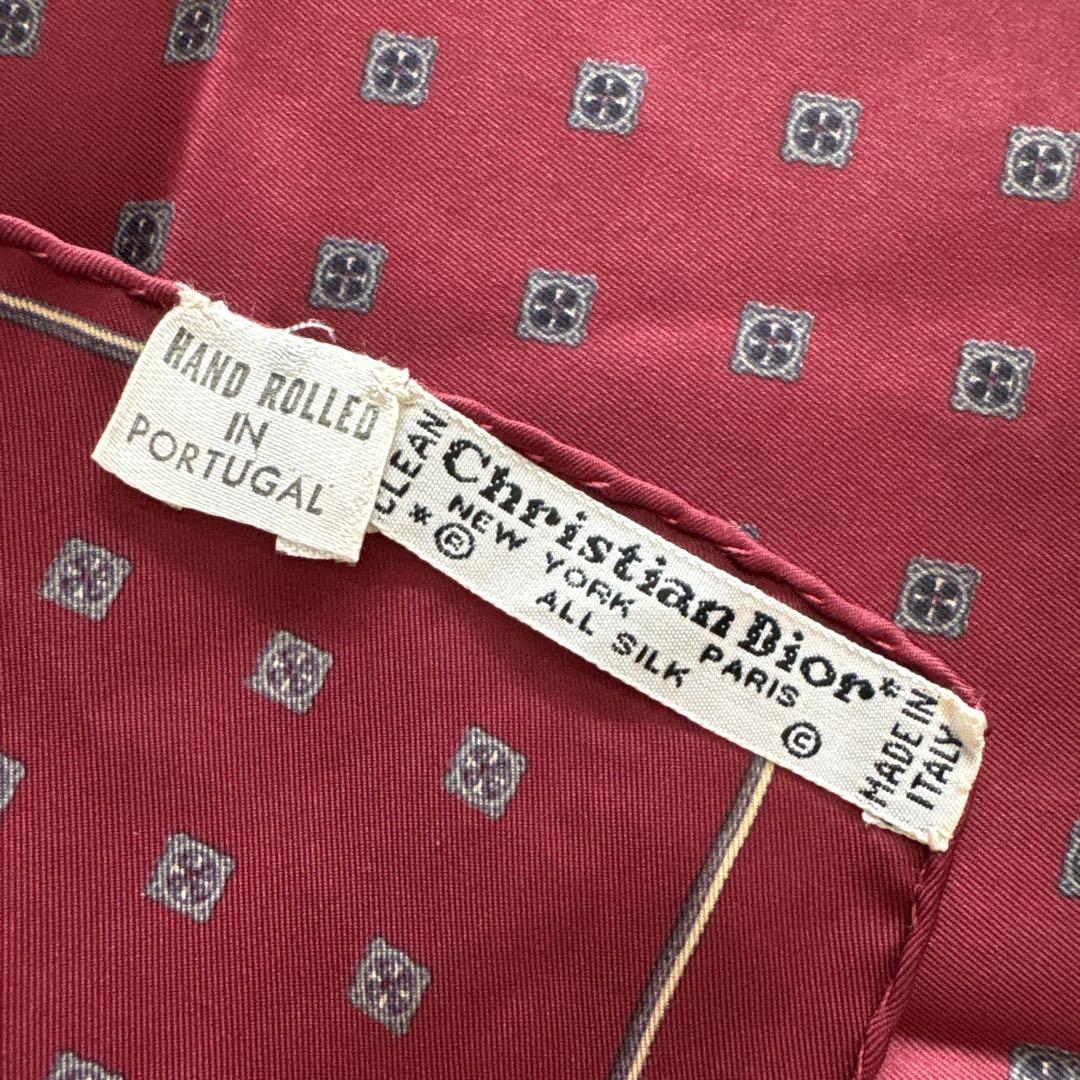 HAND ROLLED
IN
PORTUGAL
CLEAN
Christian Dior*
*® NEW YORK PARIS ©
ALL SILK
MADE IN
ITALY